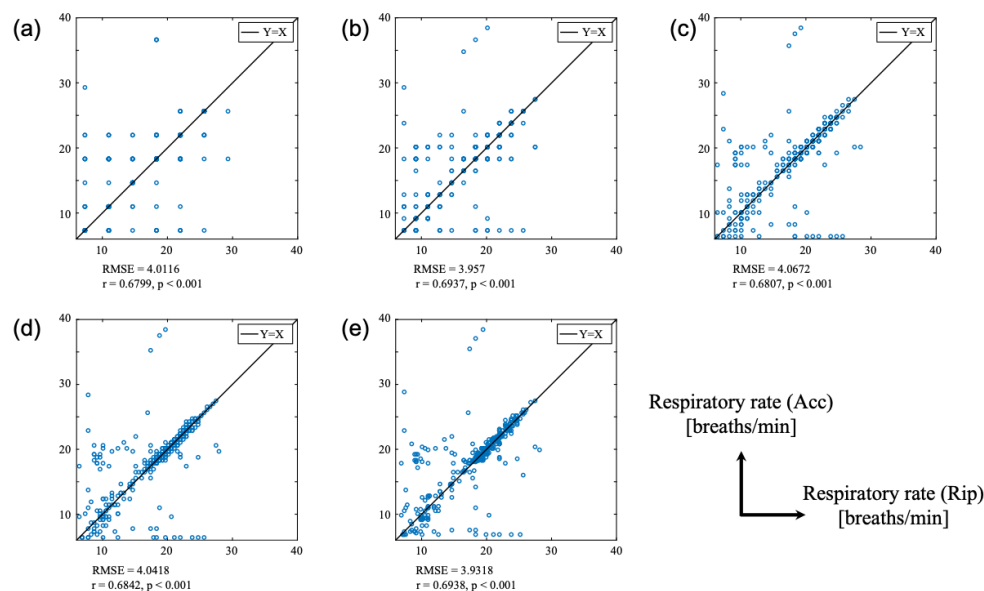 (a)
40
30
20
10
10
20
30
40
Y=X
RMSE = 4.0116
r = 0.6799, p < 0.001
(b)
40
30
20
10
10
20
30
40
Y=X
RMSE = 3.957
r = 0.6937, p < 0.001
(c)
40
30
20
10
10
20
30
40
Y=X
RMSE = 4.0672
r = 0.6807, p < 0.001
(d)
40
30
20
10
10
20
30
40
Y=X
RMSE = 4.0418
r = 0.6842, p < 0.001
(e)
40
30
20
10
10
20
30
40
Y=X
RMSE = 3.9318
r = 0.6938, p < 0.001
Respiratory rate (Acc)
[breaths/min]
Respiratory rate (Rip)
[breaths/min]